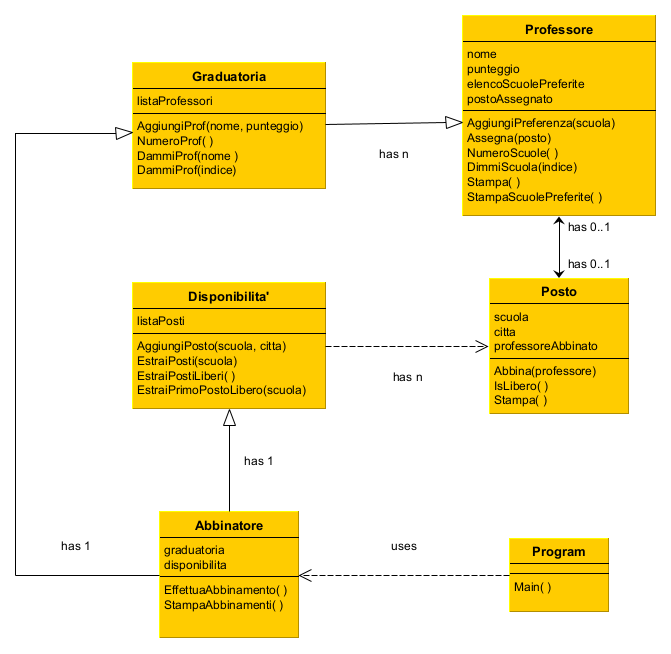 Professore
nome
punteggio
elencoScuolePreferite
postoAssegnato
AggiungiPreferenza(scuola)
Assegna(posto)
NumeroScuole( )
DimmiScuola(indice)
Stampa( )
StampaScuolePreferite( )
Graduatoria
listaProfessori
AggiungiProf(nome, punteggio)
NumeroProf( )
DammiProf(nome )
DammiProf(indice)
has n
has 0..1
has 0..1
Disponibilita'
listaPosti
AggiungiPosto(scuola, citta)
EstraiPosti(scuola)
EstraiPostiLiberi( )
EstraiPrimoPostoLibero(scuola)
has n
Posto
scuola
citta
professoreAbbinato
Abbina(professore)
IsLibero( )
Stampa( )
has 1
has 1
Abbinatore
graduatoria
disponibilita
EffettuaAbbinamento( )
StampaAbbinamenti( )
uses
Program
Main( )